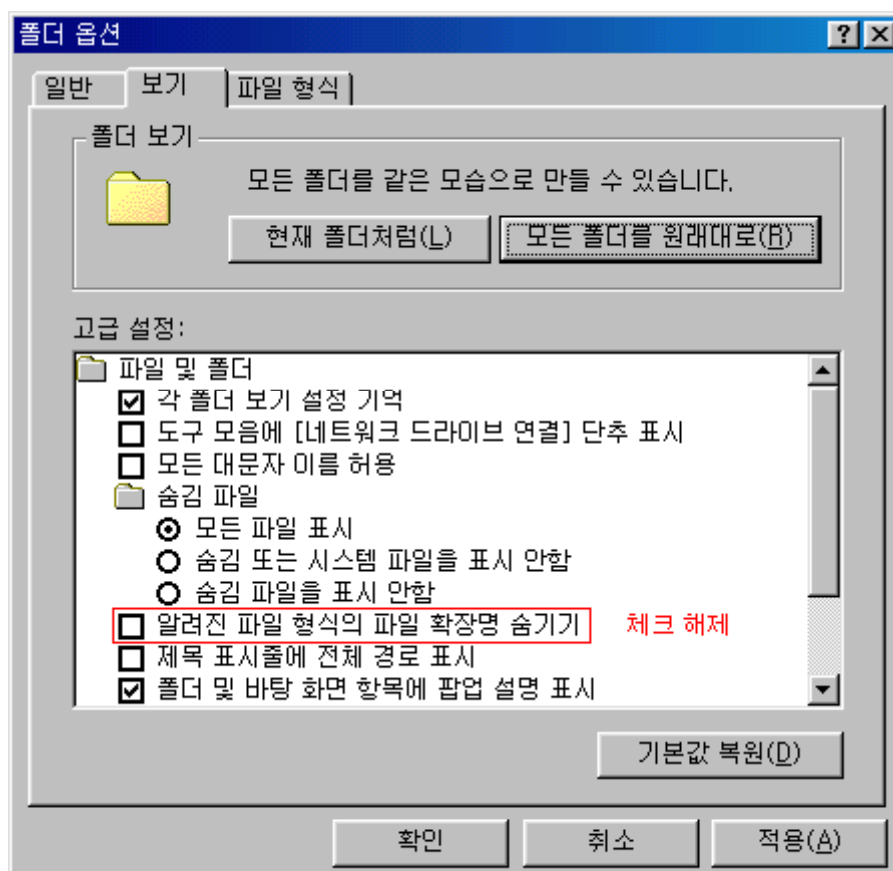 폴더 옵션
일반 보기 파일 형식
폴더 보기
모든 폴더를 같은 모습으로 만들 수 있습니다.
현재 폴더처럼(L) 모든 폴더를 원래대로(R)
고급 설정:
파일 및 폴더
각 폴더 보기 설정 기억
도구 모음에 [네트워크 드라이브 연결] 단추 표시
모든 대문자 이름 허용
숨김 파일
모든 파일 표시
숨김 또는 시스템 파일을 표시 안함
숨김 파일을 표시 안함
알려진 파일 형식의 파일 확장명 숨기기 체크 해제
제목 표시줄에 전체 경로 표시
폴더 및 바탕 화면 항목에 팝업 설명 표시
기본값 복원(D)
확인 취소 적용(A)